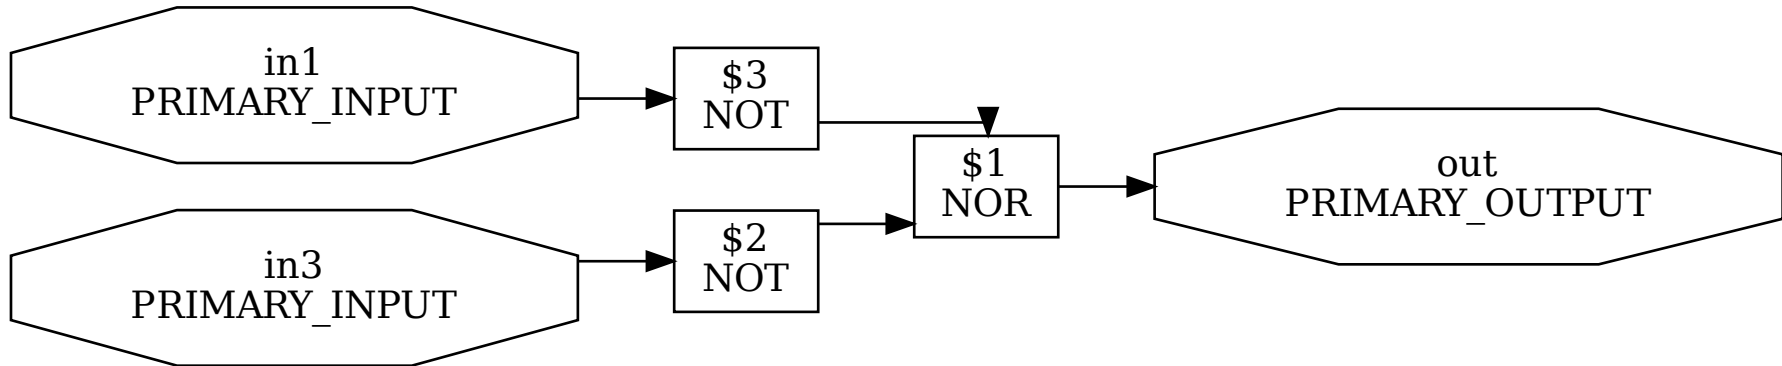 in1
PRIMARY_INPUT
$3
NOT
$1
NOR
out
PRIMARY_OUTPUT
in3
PRIMARY_INPUT
$2
NOT